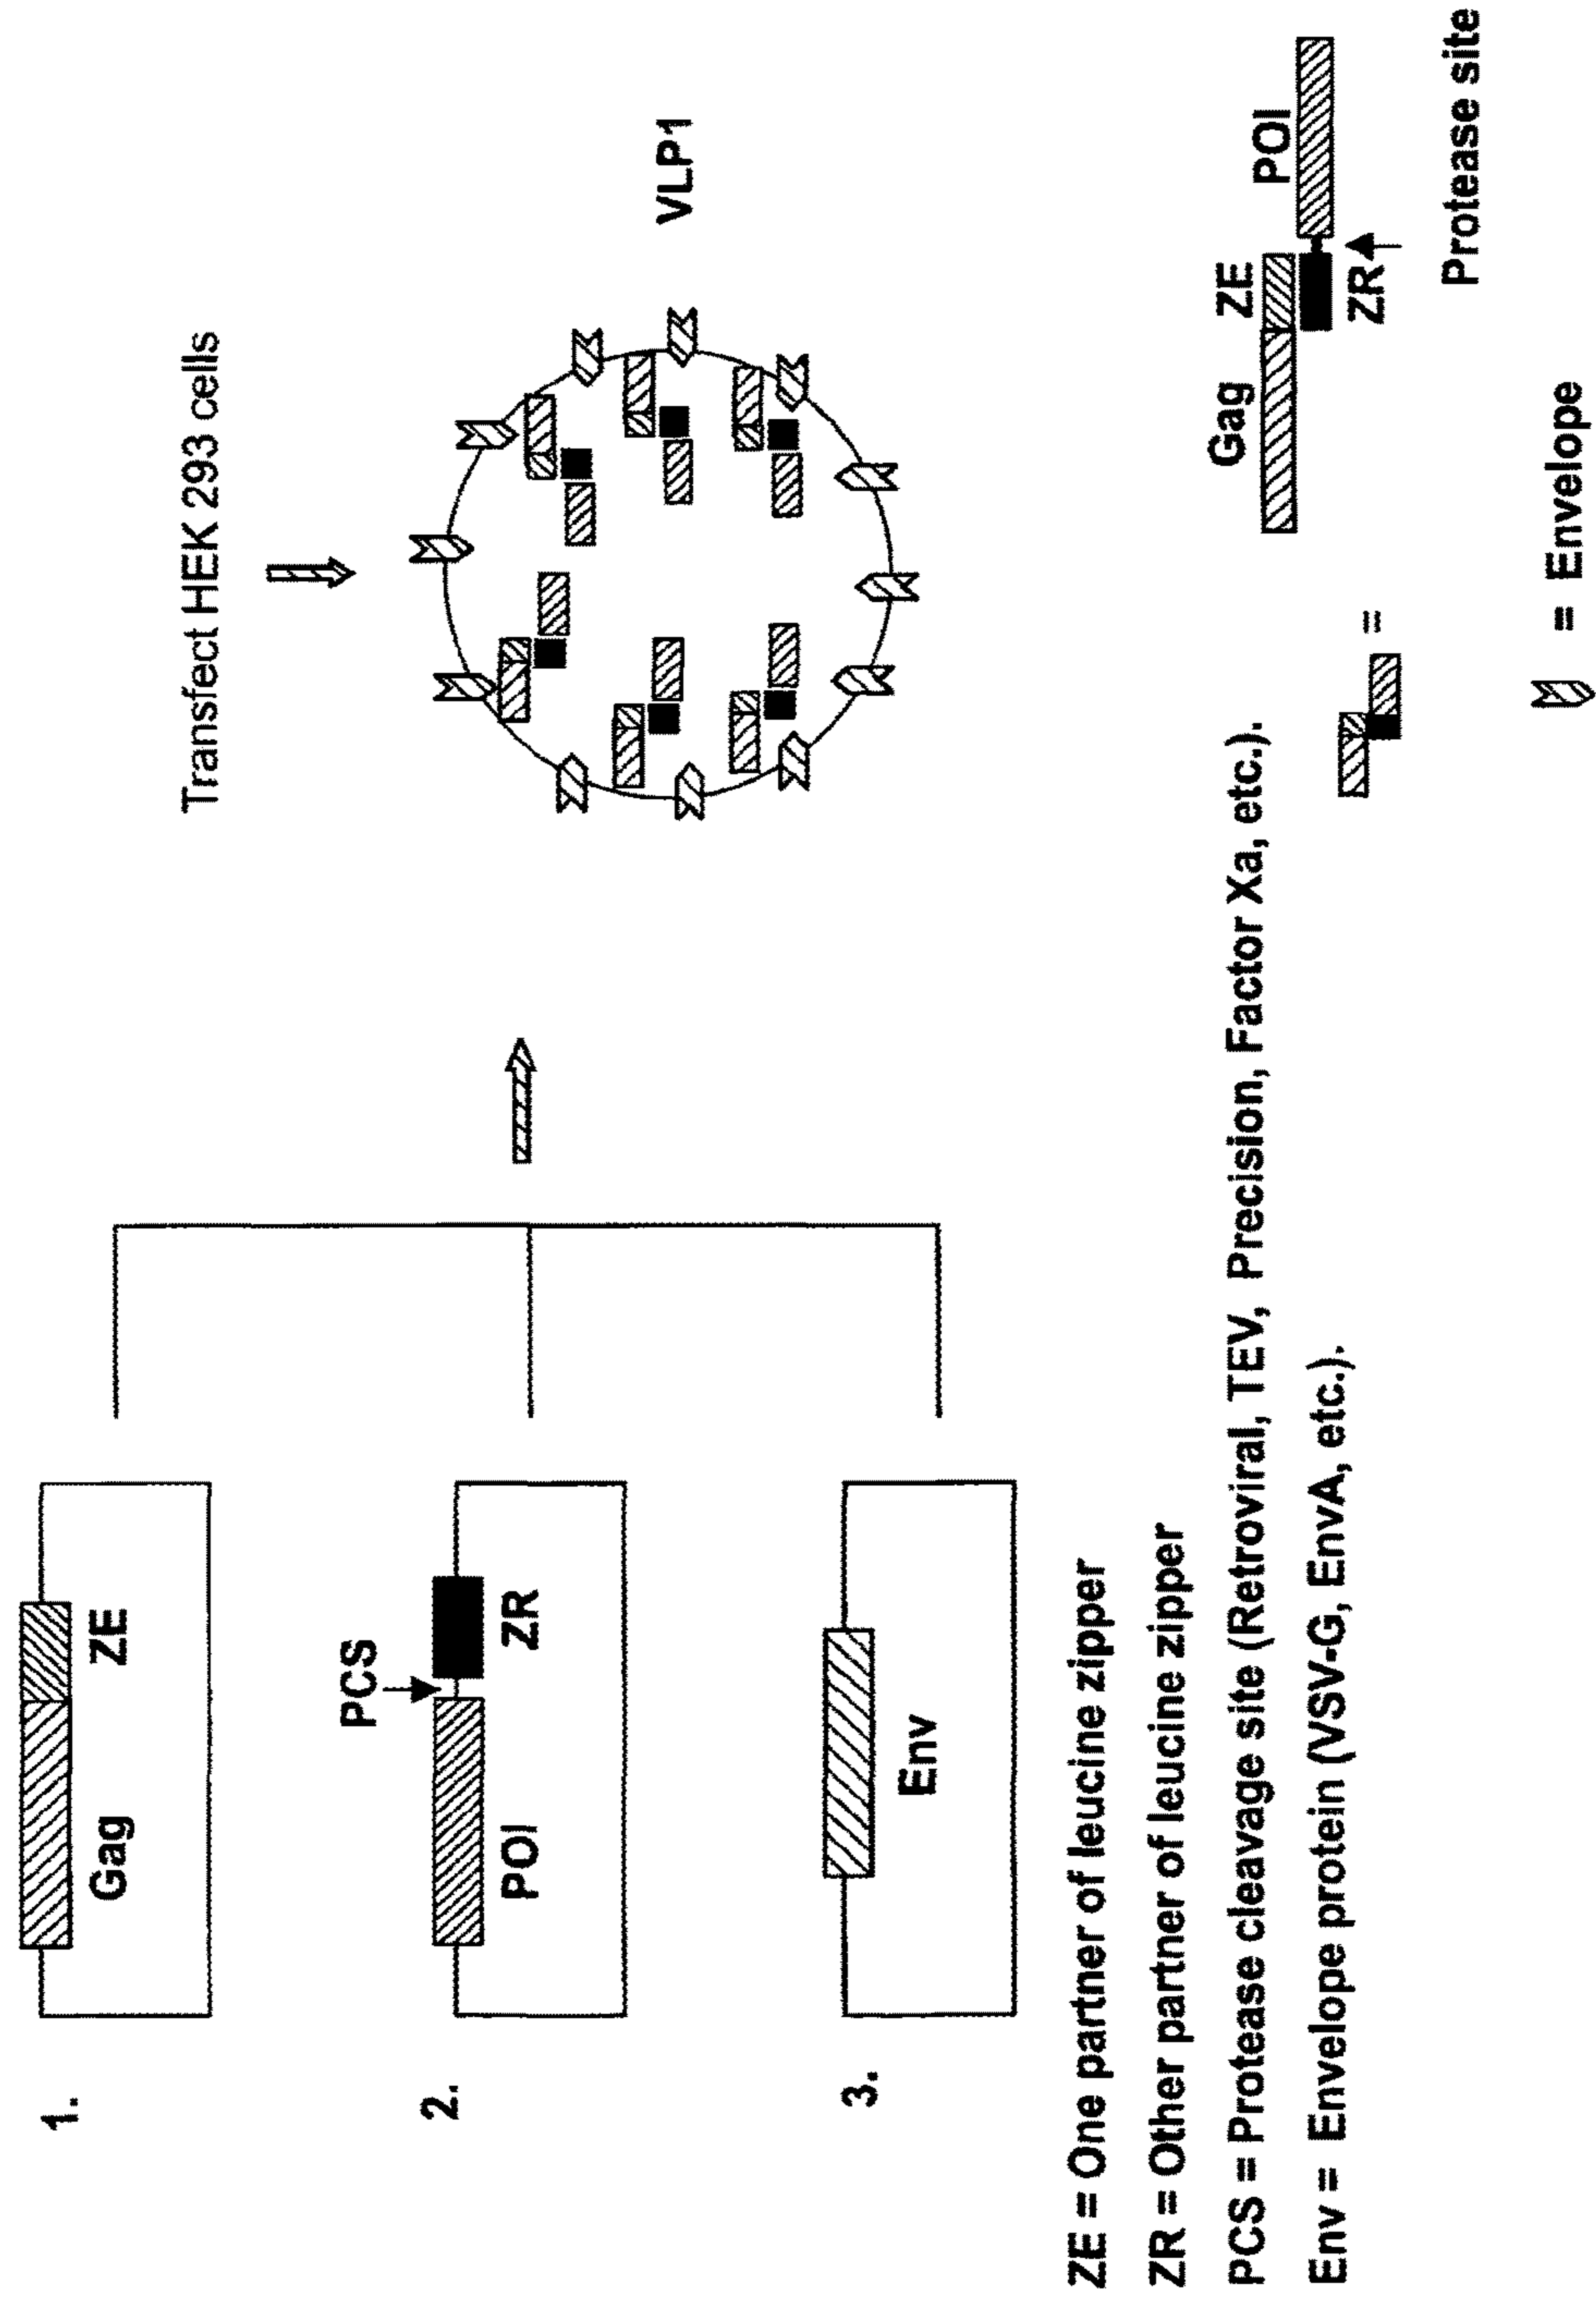 Transfect HEK 293 cells
1.
Gag
ZE
2.
PCS
POI
ZR
3.
Env
VLP1
ZE = One partner of leucine zipper
ZR = Other partner of leucine zipper
PCS = Protease cleavage site (Retroviral, TEV, Precision, Factor Xa, etc.).
Env = Envelope protein (VSV-G, EnvA, etc.).
=
Gag
ZE
POI
ZR
Protease site
= Envelope